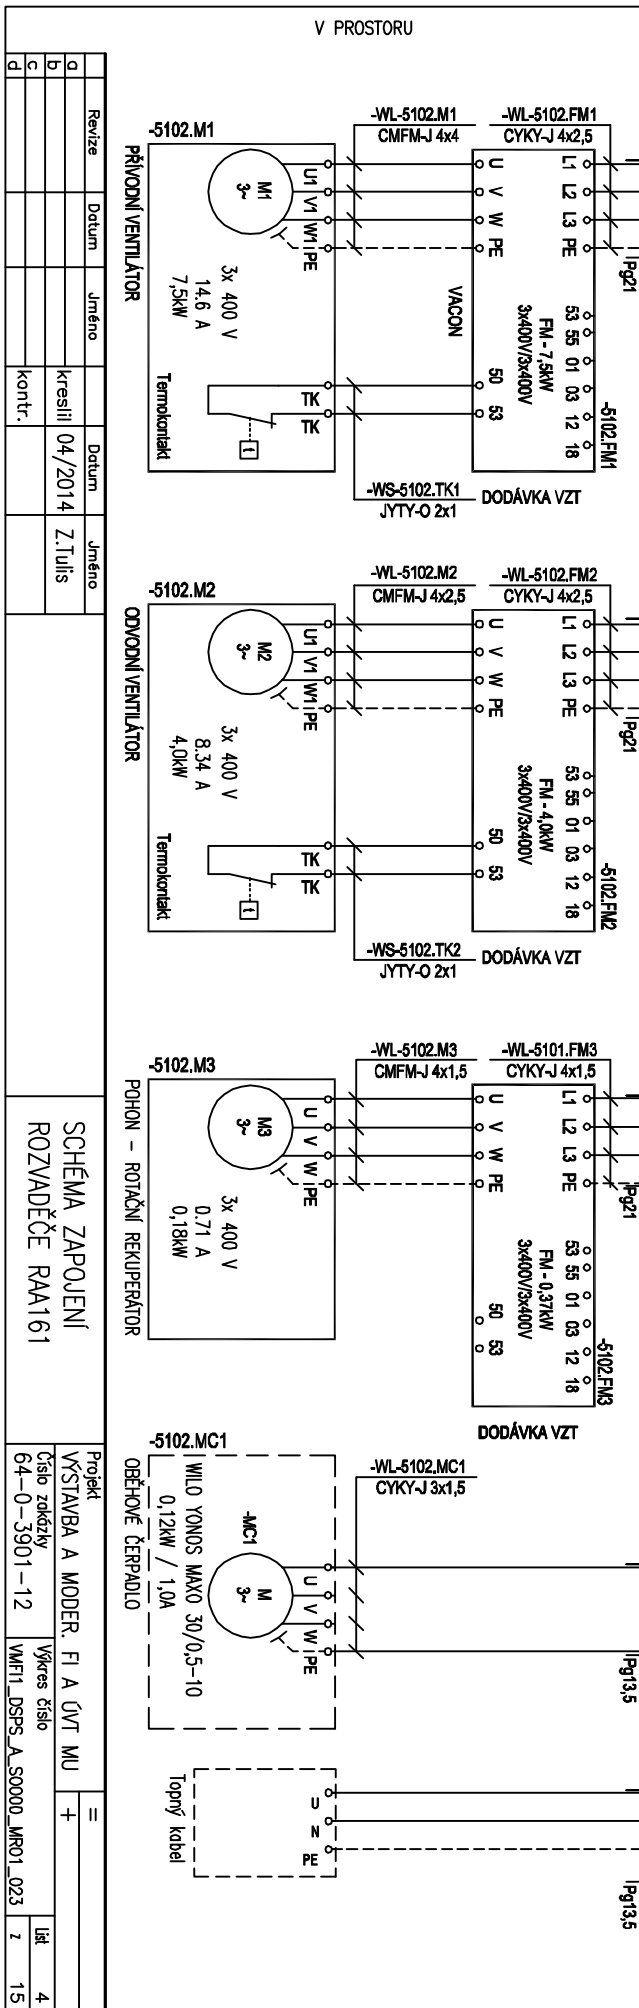 V PROSTORU
-WL-5102.M1
CMFM-J 4x4
-WL-5102.FM1
CYKY-J 4x2,5
-5102.M1
PŘÍVODNÍ VENTILÁTOR
M1
3~
U1
V1
W1
PE
3x 400 V
14.6 A
7,5kW
Termokontakt
TK
TK
t
U
V
W
PE
VACON
50
53
L1
L2
L3
PE
Pg21
FM - 7,5kW
3x400V/3x400V
53
55
01
03
12
18
-5102.FM1
-WS-5102.TK1
JYTY-O 2x1
DODÁVKA VZT
-WL-5102.M2
CMFM-J 4x2,5
-WL-5102.FM2
CYKY-J 4x2,5
-5102.M2
ODVODNÍ VENTILÁTOR
M2
3~
U1
V1
W1
PE
3x 400 V
8.34 A
4,0kW
Termokontakt
TK
TK
t
U
V
W
PE
50
53
L1
L2
L3
PE
Pg21
FM - 4,0kW
3x400V/3x400V
53
55
01
03
12
18
-5102.FM2
-WS-5102.TK2
JYTY-O 2x1
DODÁVKA VZT
-WL-5102.M3
CMFM-J 4x1,5
-WL-5101.FM3
CYKY-J 4x1,5
-5102.M3
POHON - ROTAČNÍ REKUPERÁTOR
M3
3~
U
V
W
PE
3x 400 V
0.71 A
0,18kW
U
V
W
PE
50
53
L1
L2
L3
PE
Pg21
FM - 0,37kW
3x400V/3x400V
53
55
01
03
12
18
-5102.FM3
DODÁVKA VZT
-5102.MC1
-WL-5102.MC1
CYKY-J 3x1,5
OBĚHOVÉ ČERPADLO
WILO YONOS MAXO 30/0,5-10
0,12kW / 1,0A
-MC1
M
3~
U
V
W
PE
Pg13,5
Topný kabel
U
N
PE
Pg13,5
Revize
Datum
Jméno
Datum
Jméno
a
b
c
d
kreslil
04/2014
Z.Tulis
kontr.
SCHÉMA ZAPOJENÍ
ROZVADĚČE RAA161
Projekt
VÝSTAVBA A MODER. FI A ÚVT MU
Číslo zakázky
64-0-3901-12
Výkres číslo
VMFI1_DSPS_A_S0000_MR01_023
=
+
List
4
z
15